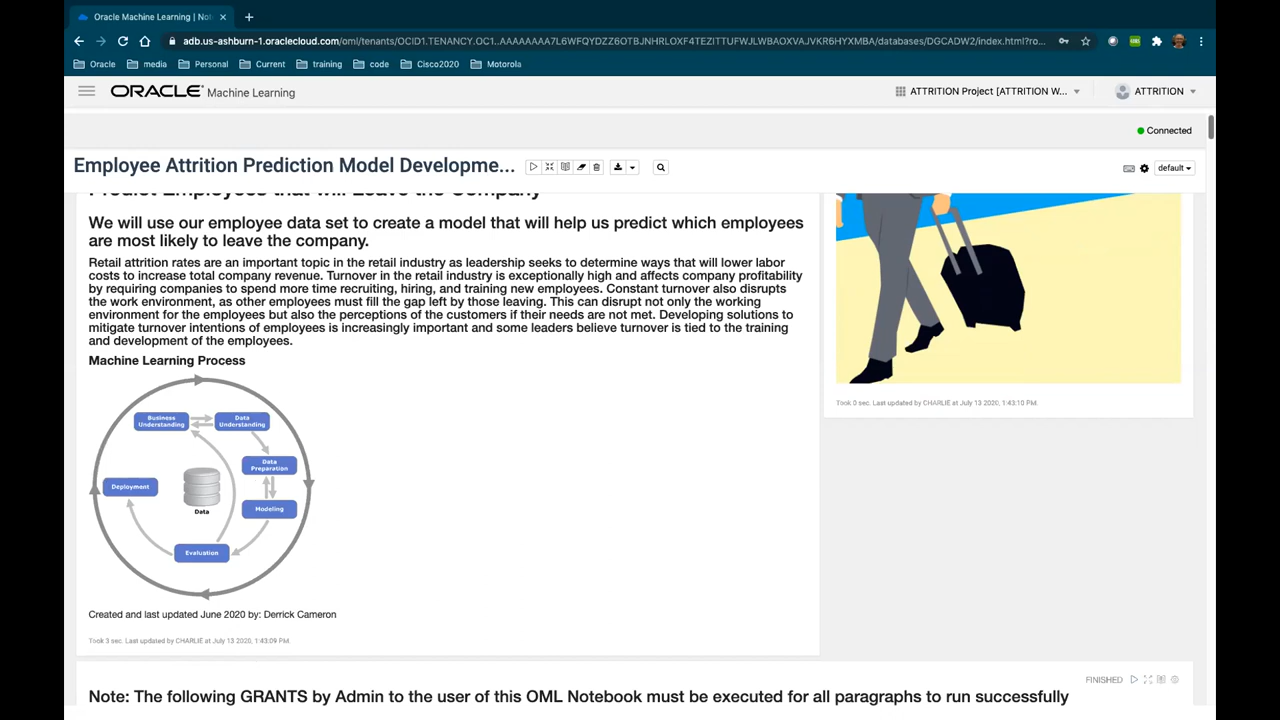 Oracle Machine Learning | No
adb.us-ashburn-1.oraclecloud.com/oml/tenants/OCID1.TENANCY.OC1..AAAAAAAA7L6WFQYDZZ6OTBJNHRLOXF4TEZITTUFWJLWBAOXVAJVKR6HYXMBA/databases/DGCADW2/index.html?ro...
Oracle media Personal Current training code Cisco2020 Motorola
ORACLE Machine Learning ATTRITION Project [ATTRITION W... ATTRITION
Connected
Employee Attrition Prediction Model Developme... default
Predict Employees that will Leave the Company
We will use our employee data set to create a model that will help us predict which employees
are most likely to leave the company.
Retail attrition rates are an important topic in the retail industry as leadership seeks to determine ways that will lower labor
costs to increase total company revenue. Turnover in the retail industry is exceptionally high and affects company profitability
by requiring companies to spend more time recruiting, hiring, and training new employees. Constant turnover also disrupts
the work environment, as other employees must fill the gap left by those leaving. This can disrupt not only the working
environment for the employees but also the perceptions of the customers if their needs are not met. Developing solutions to
mitigate turnover intentions of employees is increasingly important and some leaders believe turnover is tied to the training
and development of the employees.
Machine Learning Process
Business
Understanding
Data
Understanding
Data
Preparation
Deployment
Data
Modeling
Evaluation
Created and last updated June 2020 by: Derrick Cameron
Took 3 sec. Last updated by CHARLIE at July 13 2020, 1:43:09 PM.
Took 0 sec. Last updated by CHARLIE at July 13 2020, 1:43:10 PM.
FINISHED
Note: The following GRANTS by Admin to the user of this OML Notebook must be executed for all paragraphs to run successfully